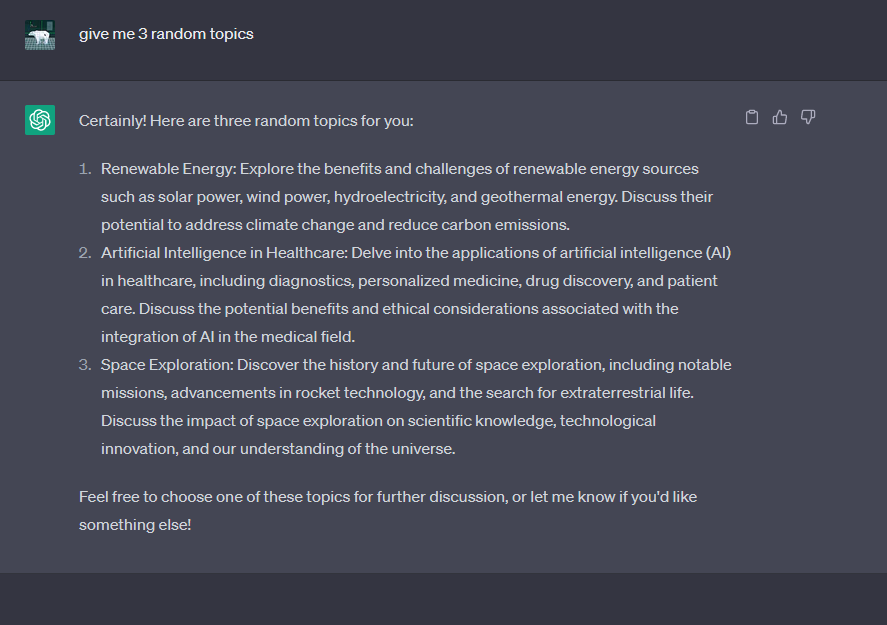 give me 3 random topics
Certainly! Here are three random topics for you:
1. Renewable Energy: Explore the benefits and challenges of renewable energy sources
such as solar power, wind power, hydroelectricity, and geothermal energy. Discuss their
potential to address climate change and reduce carbon emissions.
2. Artificial Intelligence in Healthcare: Delve into the applications of artificial intelligence (AI)
in healthcare, including diagnostics, personalized medicine, drug discovery, and patient
care. Discuss the potential benefits and ethical considerations associated with the
integration of AI in the medical field.
3. Space Exploration: Discover the history and future of space exploration, including notable
missions, advancements in rocket technology, and the search for extraterrestrial life.
Discuss the impact of space exploration on scientific knowledge, technological
innovation, and our understanding of the universe.
Feel free to choose one of these topics for further discussion, or let me know if you'd like
something else!